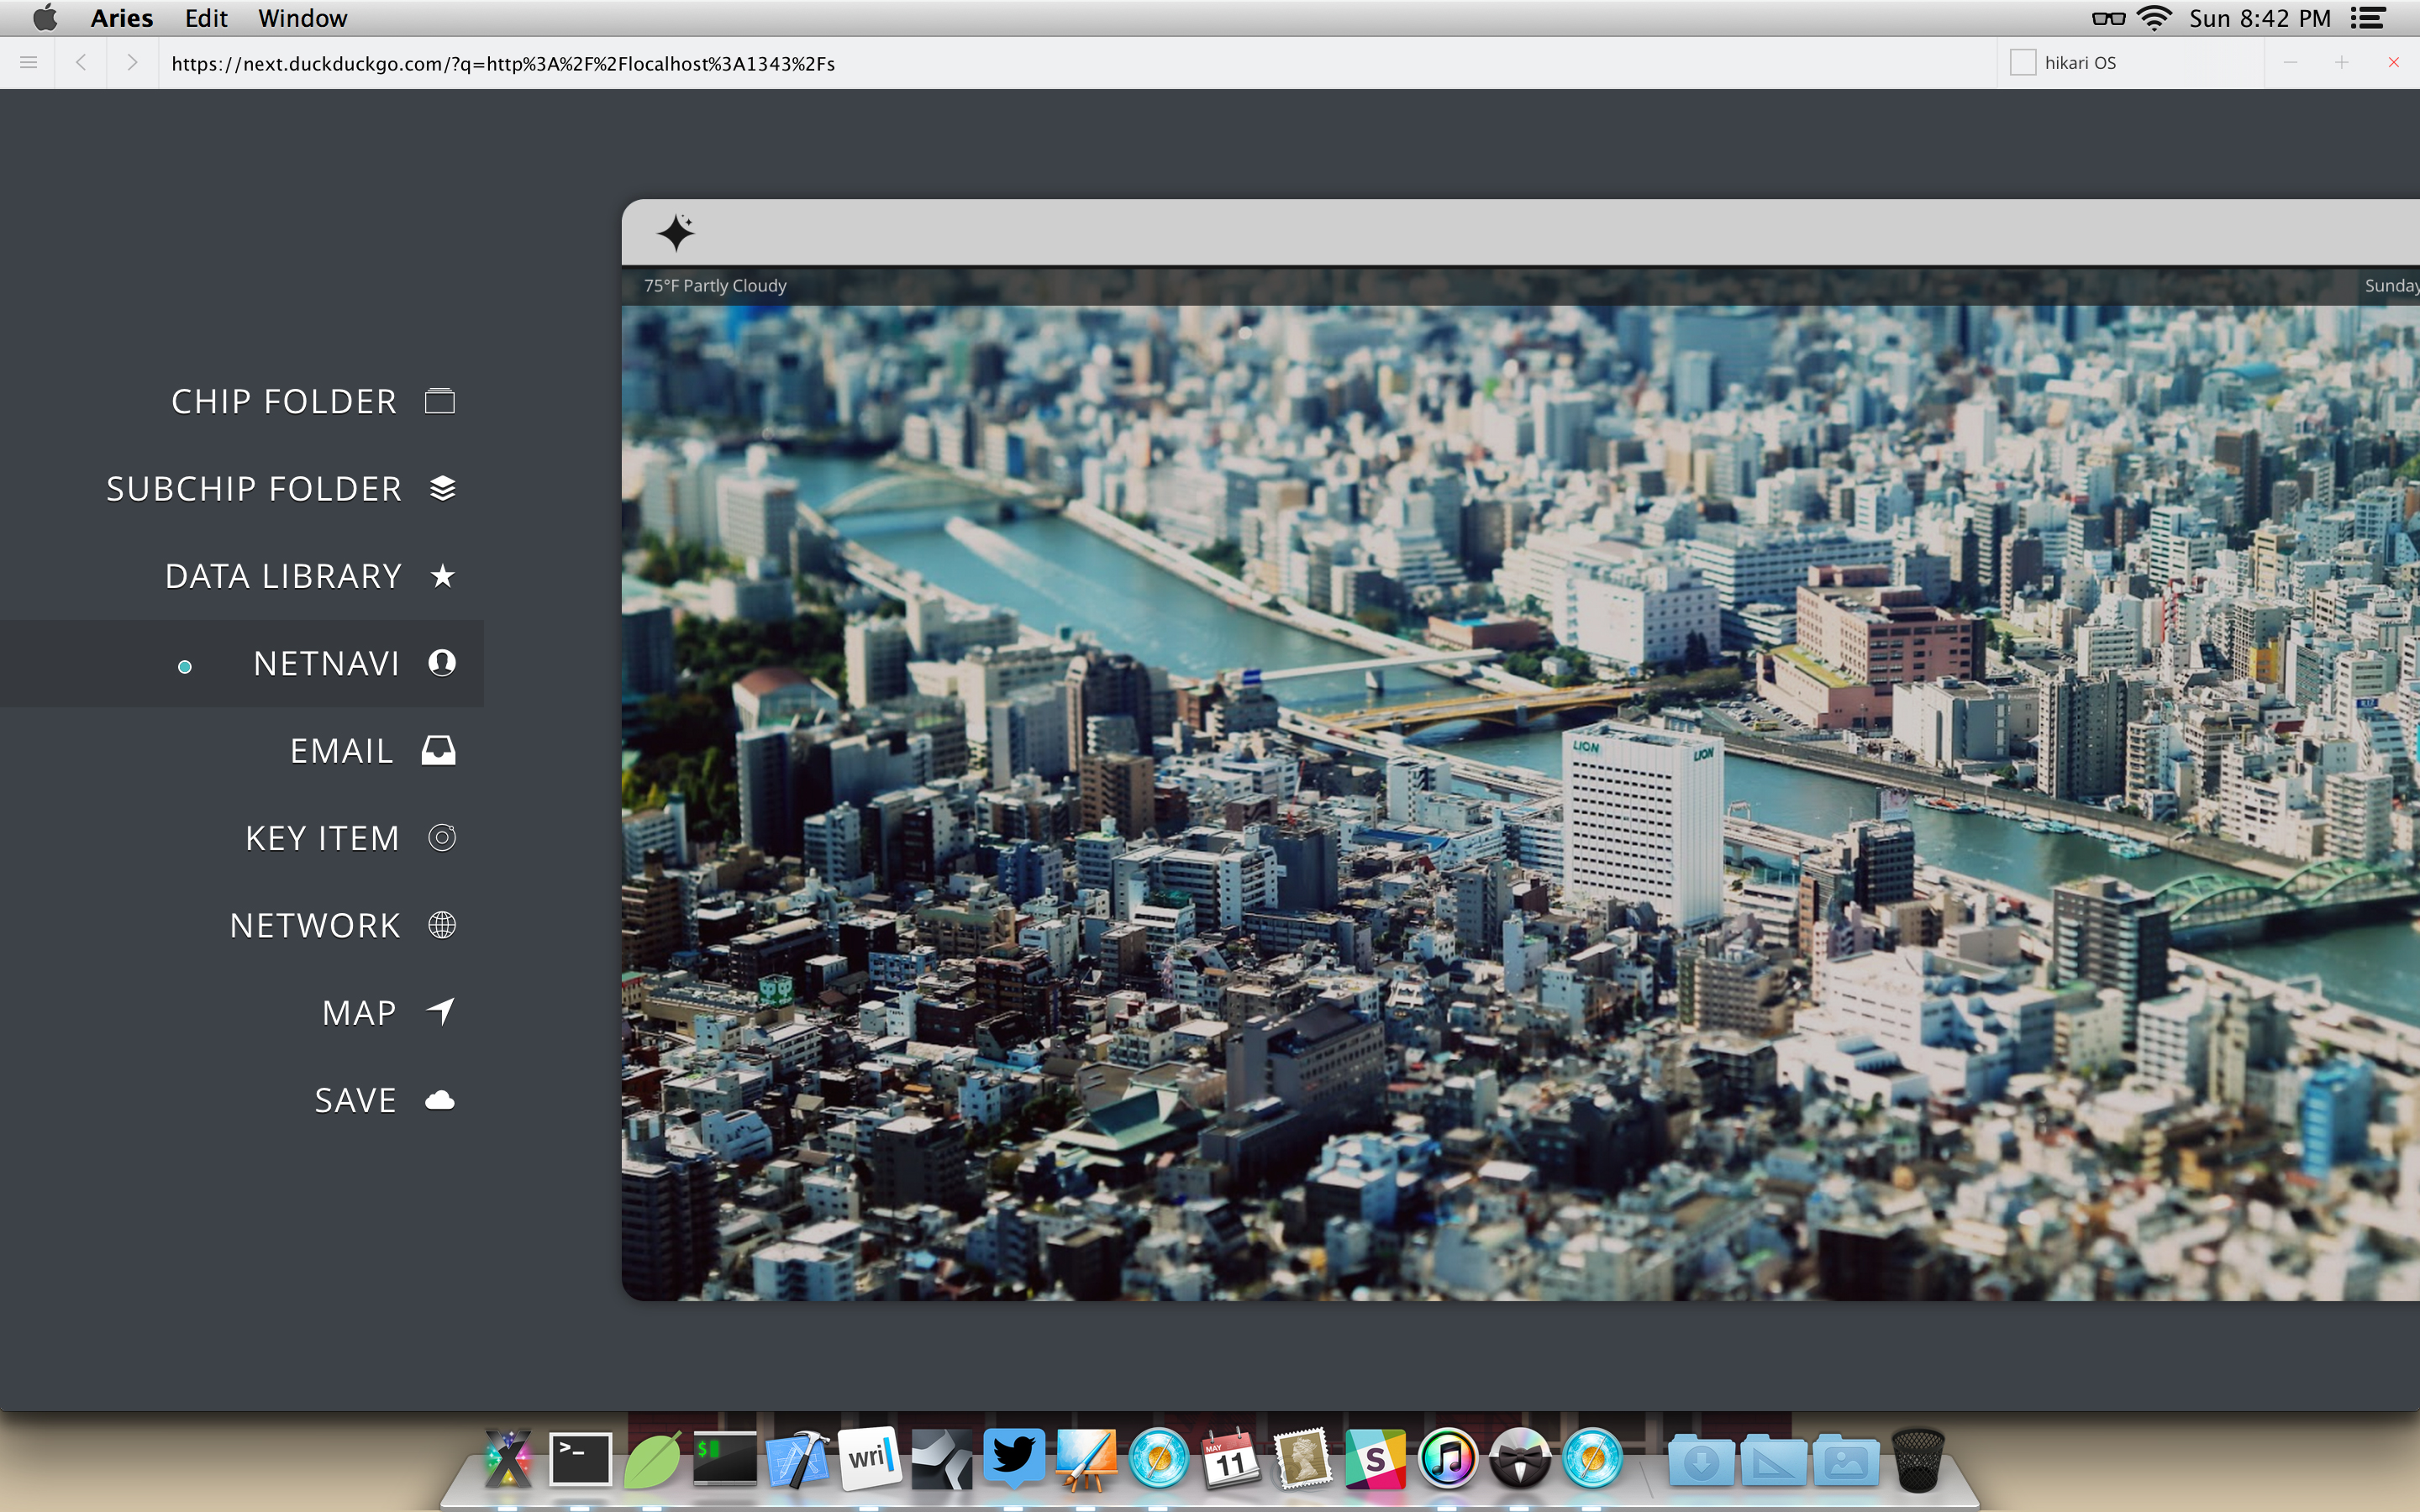 Aries Edit Window Sun 8:42 PM
https://next.duckduckgo.com/?q=http%3A%2F%2Flocalhost%3A1343%2Fs hikari OS
75°F Partly Cloudy Sunday
CHIP FOLDER
SUBCHIP FOLDER
DATA LIBRARY
NETNAVI
EMAIL
KEY ITEM
NETWORK
MAP
SAVE
LION LION
>_
$
wri
MAY
11
S